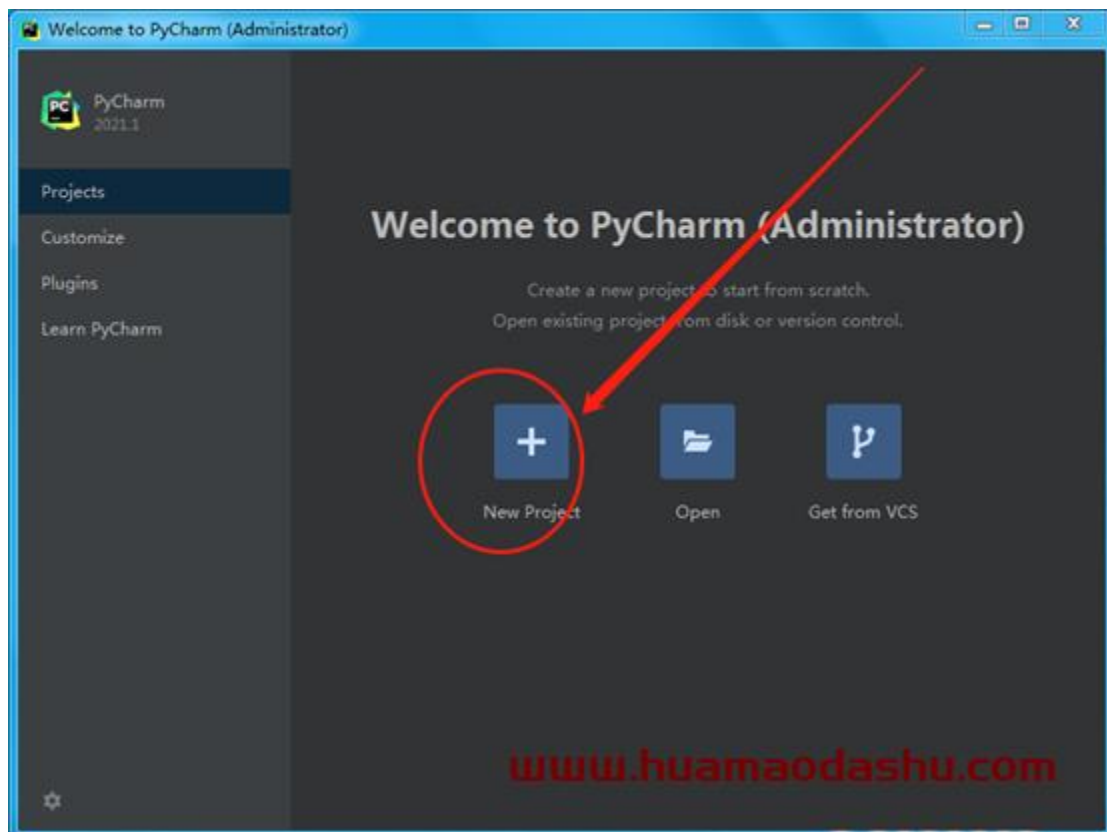 Welcome to PyCharm (Administrator)
PyCharm
2021.1
Projects
Customize
Plugins
Learn PyCharm
Welcome to PyCharm (Administrator)
Create a new project to start from scratch.
Open existing project from disk or version control.
New Project
Open
Get from VCS
www.huamaodashu.com